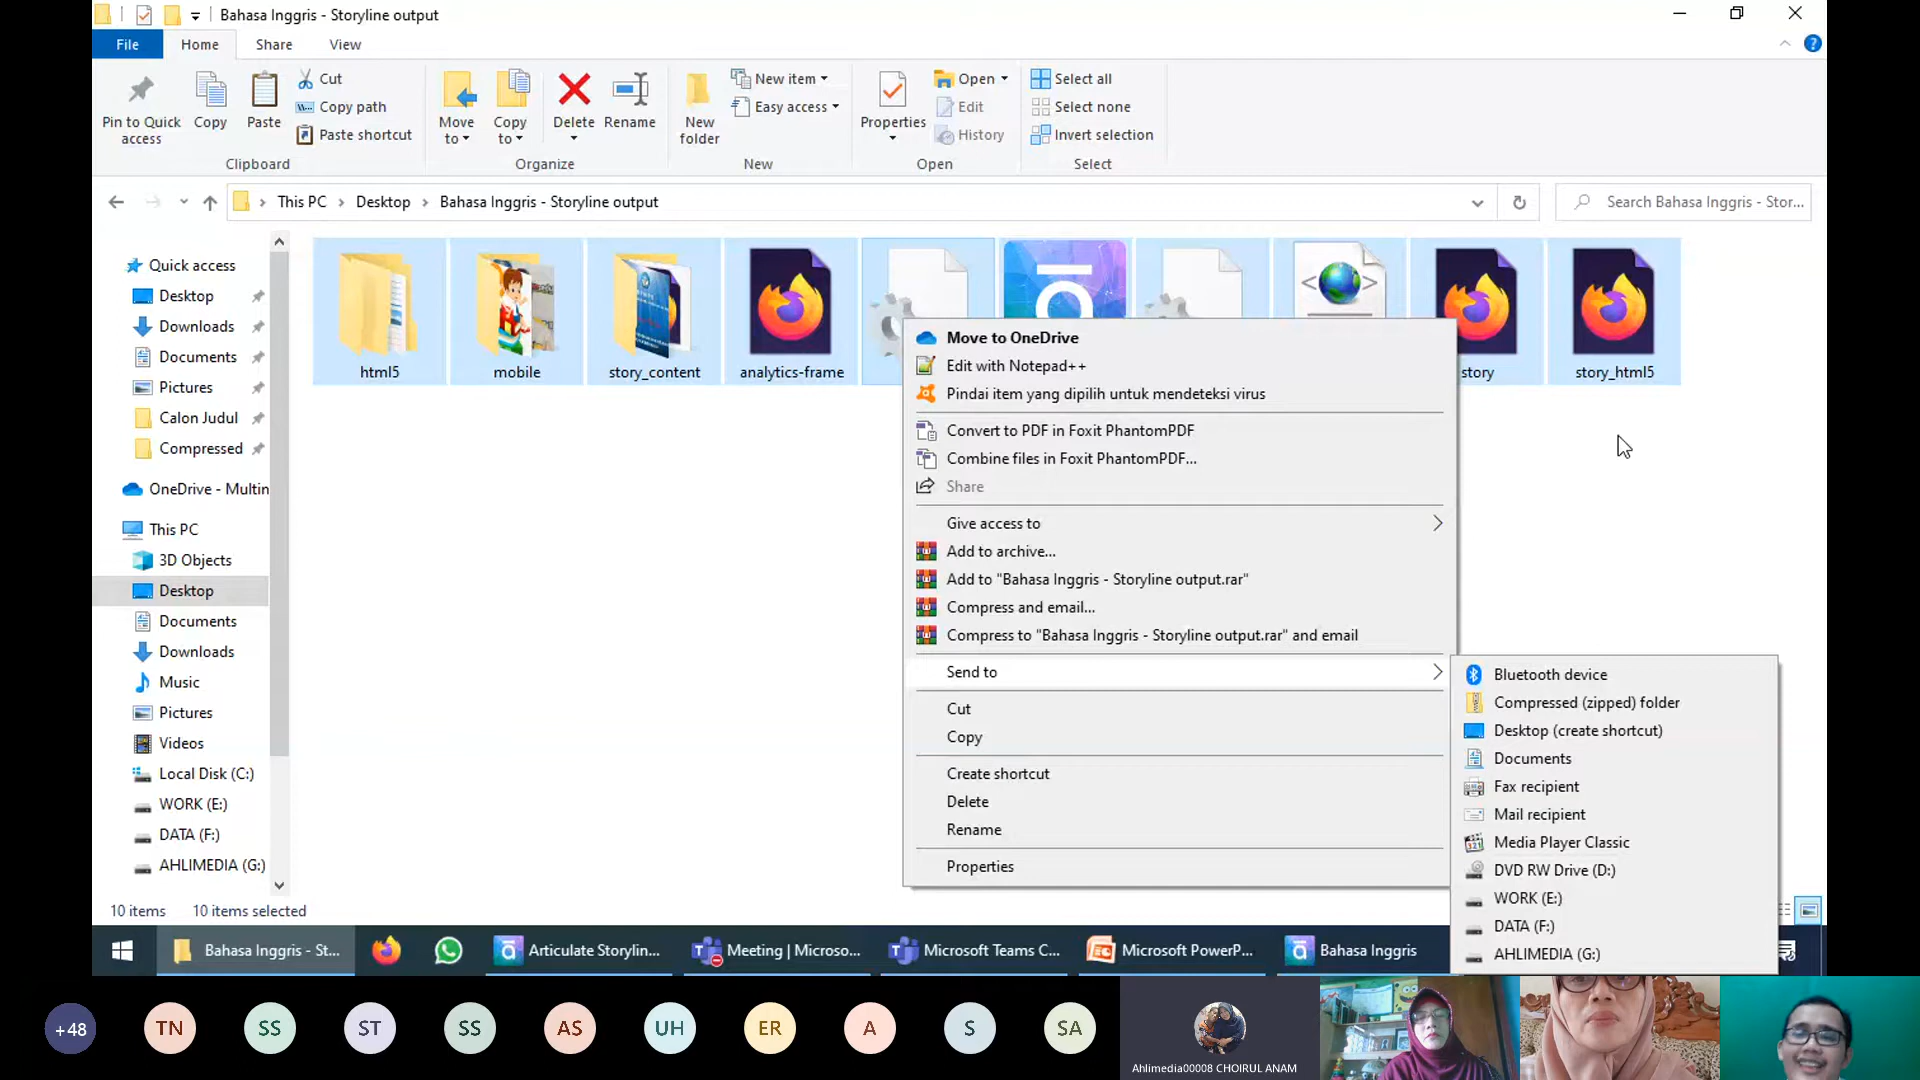 Bahasa Inggris - Storyline output
File
Home
Share
View
Pin to Quick access
Copy
Paste
Cut
Copy path
Paste shortcut
Clipboard
Move to
Copy to
Delete
Rename
Organize
New folder
New item
Easy access
New
Properties
Open
Edit
History
Open
Select all
Select none
Invert selection
Select
This PC
Desktop
Bahasa Inggris - Storyline output
Search Bahasa Inggris - Stor...
Quick access
Desktop
Downloads
Documents
Pictures
Calon Judul
Compressed
OneDrive - Multin
This PC
3D Objects
Desktop
Documents
Downloads
Music
Pictures
Videos
Local Disk (C:)
WORK (E:)
DATA (F:)
AHLIMEDIA (G:)
html5
mobile
story_content
analytics-frame
story
story_html5
Move to OneDrive
Edit with Notepad++
Pindai item yang dipilih untuk mendeteksi virus
Convert to PDF in Foxit PhantomPDF
Combine files in Foxit PhantomPDF...
Share
Give access to
Add to archive...
Add to "Bahasa Inggris - Storyline output.rar"
Compress and email...
Compress to "Bahasa Inggris - Storyline output.rar" and email
Send to
Cut
Copy
Create shortcut
Delete
Rename
Properties
Bluetooth device
Compressed (zipped) folder
Desktop (create shortcut)
Documents
Fax recipient
Mail recipient
Media Player Classic
DVD RW Drive (D:)
WORK (E:)
DATA (F:)
AHLIMEDIA (G:)
10 items
10 items selected
Bahasa Inggris - St...
Articulate Storylin...
Meeting | Microso...
Microsoft Teams C...
Microsoft PowerP...
Bahasa Inggris
+48
TN
SS
ST
SS
AS
UH
ER
A
S
SA
Ahlimedia00008 CHOIRUL ANAM